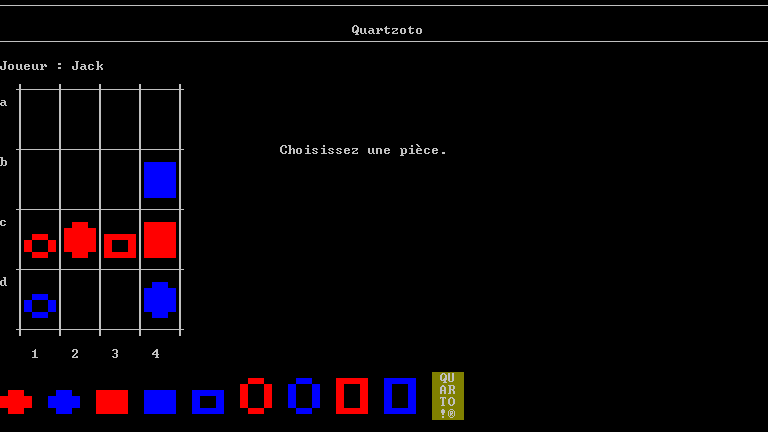 Quartzoto
Joueur : Jack
a
Choisissez une pièce.
b
c
d
1 2 3 4
QU
AR
TO
!®